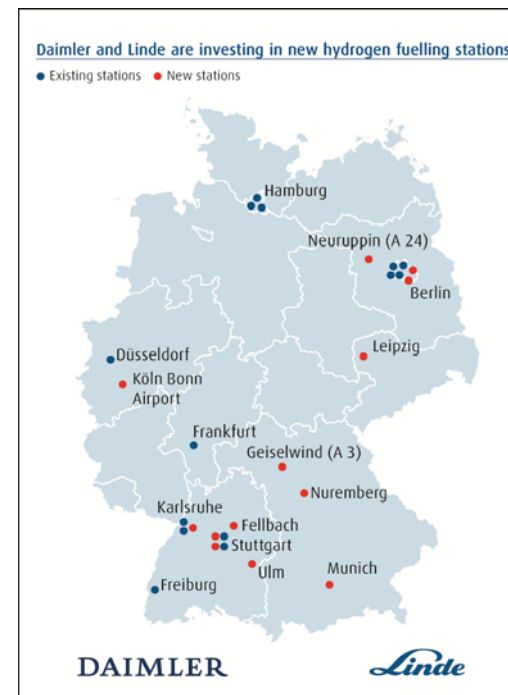 Daimler and Linde are investing in new hydrogen fuelling stations
Existing stations New stations
Hamburg
Neuruppin (A 24)
Berlin
Leipzig
Düsseldorf
Köln Bonn
Airport
Frankfurt
Geiselwind (A 3)
Nuremberg
Karlsruhe
Fellbach
Stuttgart
Ulm
Munich
Freiburg
DAIMLER
Linde